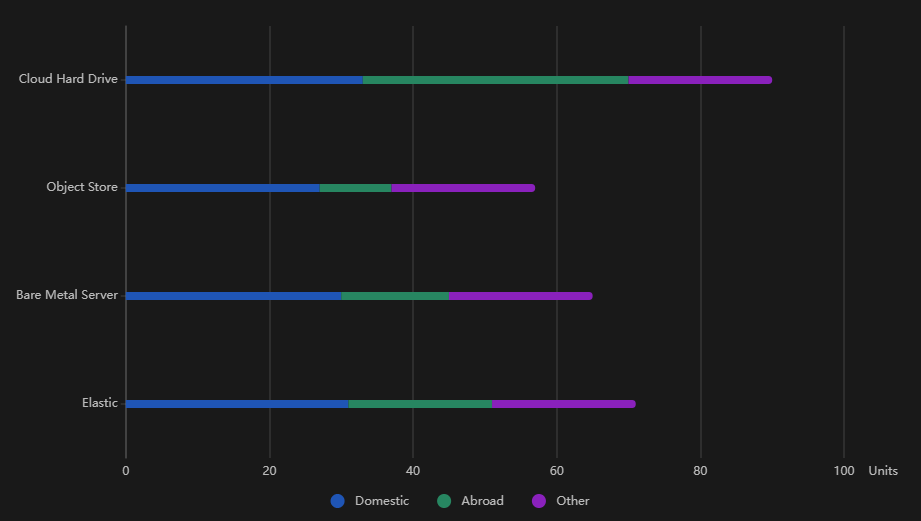 Cloud Hard Drive
Object Store
Bare Metal Server
Elastic
0 20 40 60 80 100 Units
Domestic Abroad Other